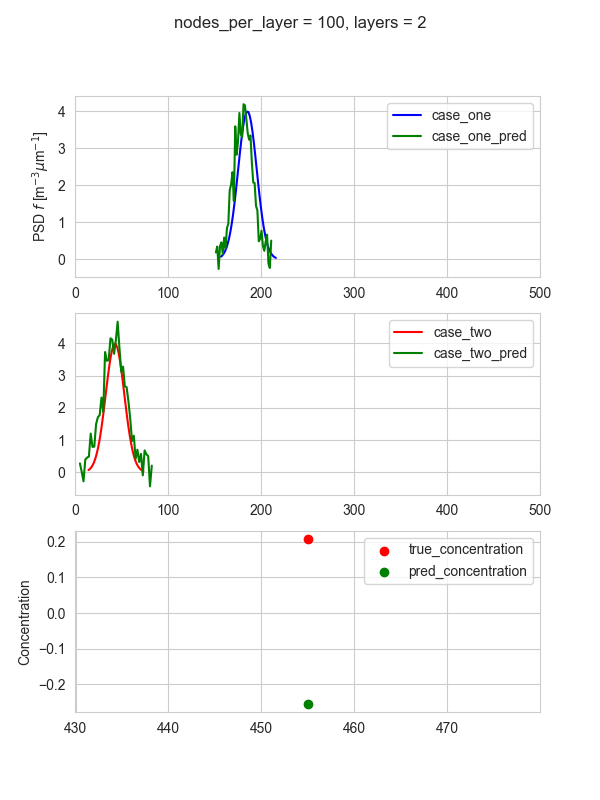 nodes_per_layer = 100, layers = 2
PSD f [m⁻³μm⁻¹]
4
3
2
1
0
case_one
case_one_pred
0 100 200 300 400 500
4
3
2
1
0
case_two
case_two_pred
0 100 200 300 400 500
Concentration
0.2
0.1
0.0
−0.1
−0.2
true_concentration
pred_concentration
430 440 450 460 470